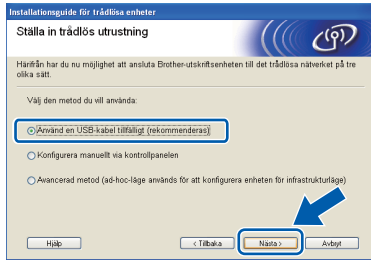 Installationsguide för trådlösa enheter
Ställa in trådlös utrustning
Härifrån har du nu möjlighet att ansluta Brother-utskriftsenheten till det trådlösa nätverket på tre
olika sätt.
Välj den metod du vill använda:
Använd en USB-kabel tillfälligt (rekommenderas)
Konfigurera manuellt via kontrollpanelen
Avancerad metod (ad-hoc-läge används för att konfigurera enheten för infrastrukturläge)
Hjälp
< Tillbaka
Nästa >
Avbryt